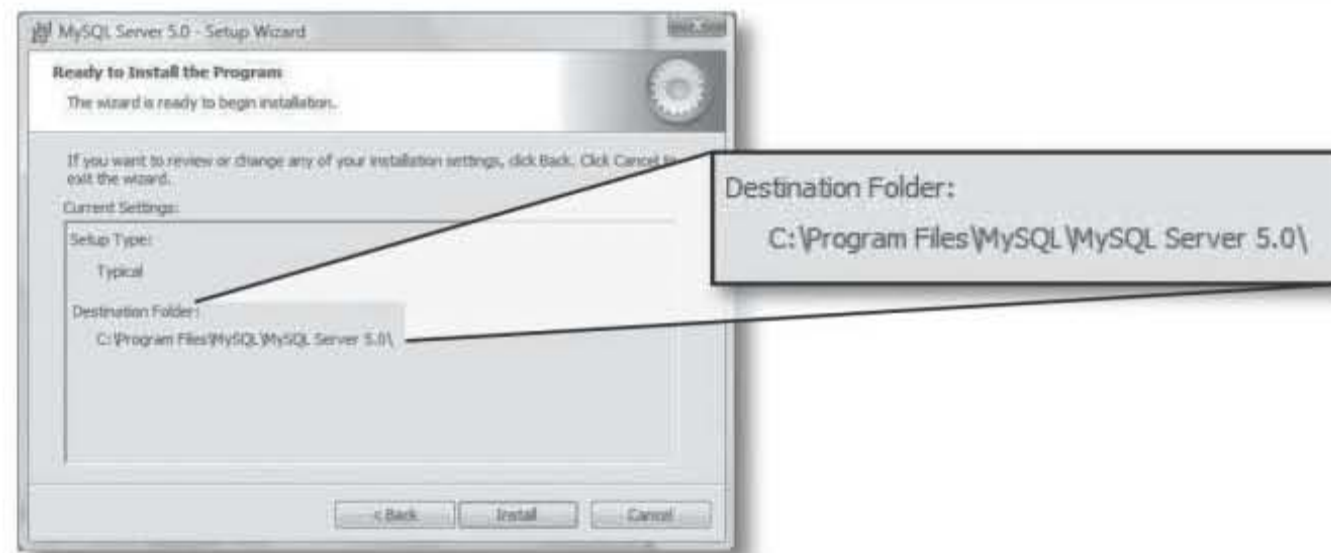 MySQL Server 5.0 - Setup Wizard
Ready to Install the Program
The wizard is ready to begin installation.
If you want to review or change any of your installation settings, click Back. Click Cancel to
exit the wizard.
Current Settings:
Setup Type:
Typical
Destination Folder:
C:\Program Files\MySQL\MySQL Server 5.0\
< Back
Install
Cancel
Destination Folder:
C:\Program Files\MySQL\MySQL Server 5.0\